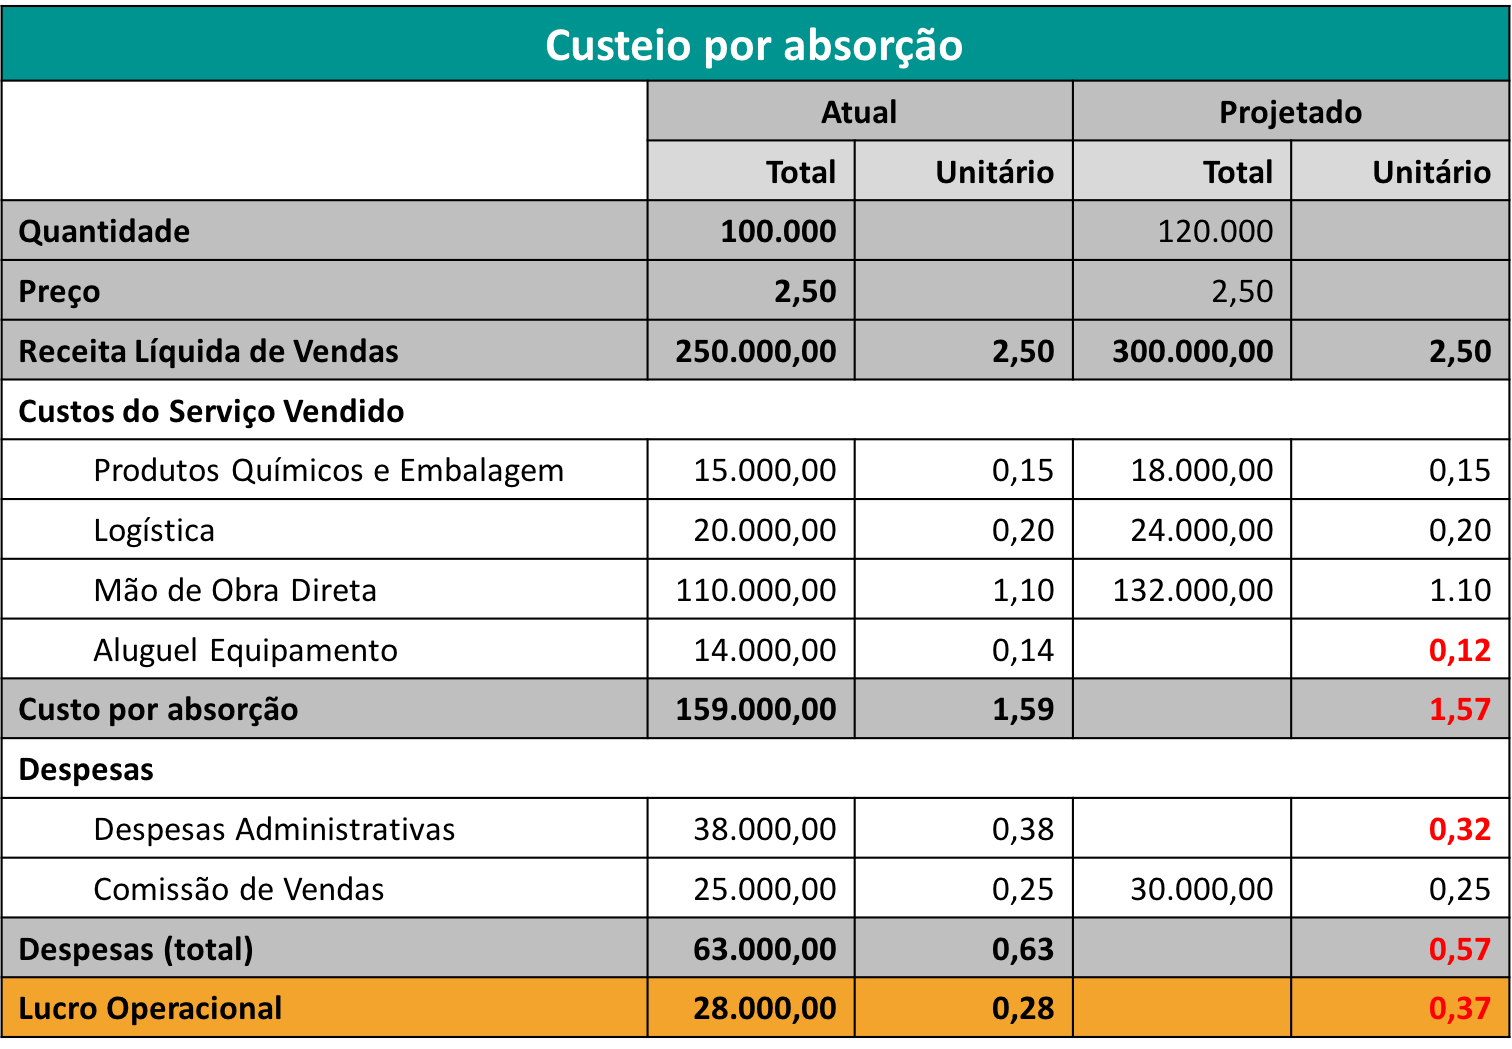 Custeio por absorção
Atual Projetado
Total Unitário Total Unitário
Quantidade 100.000 120.000
Preço 2,50 2,50
Receita Líquida de Vendas 250.000,00 2,50 300.000,00 2,50
Custos do Serviço Vendido
Produtos Químicos e Embalagem 15.000,00 0,15 18.000,00 0,15
Logística 20.000,00 0,20 24.000,00 0,20
Mão de Obra Direta 110.000,00 1,10 132.000,00 1.10
Aluguel Equipamento 14.000,00 0,14 0,12
Custo por absorção 159.000,00 1,59 1,57
Despesas
Despesas Administrativas 38.000,00 0,38 0,32
Comissão de Vendas 25.000,00 0,25 30.000,00 0,25
Despesas (total) 63.000,00 0,63 0,57
Lucro Operacional 28.000,00 0,28 0,37